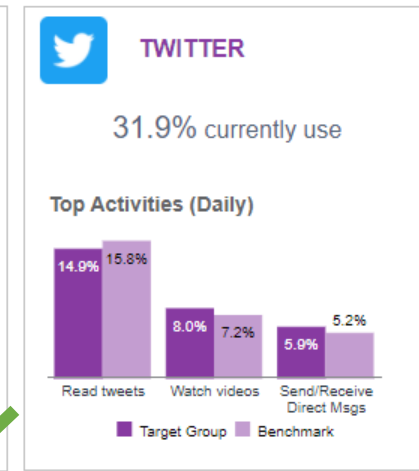 TWITTER
31.9% currently use
Top Activities (Daily)
14.9% 15.8%
8.0% 7.2%
5.9% 5.2%
Read tweets Watch videos Send/Receive
Direct Msgs
Target Group Benchmark